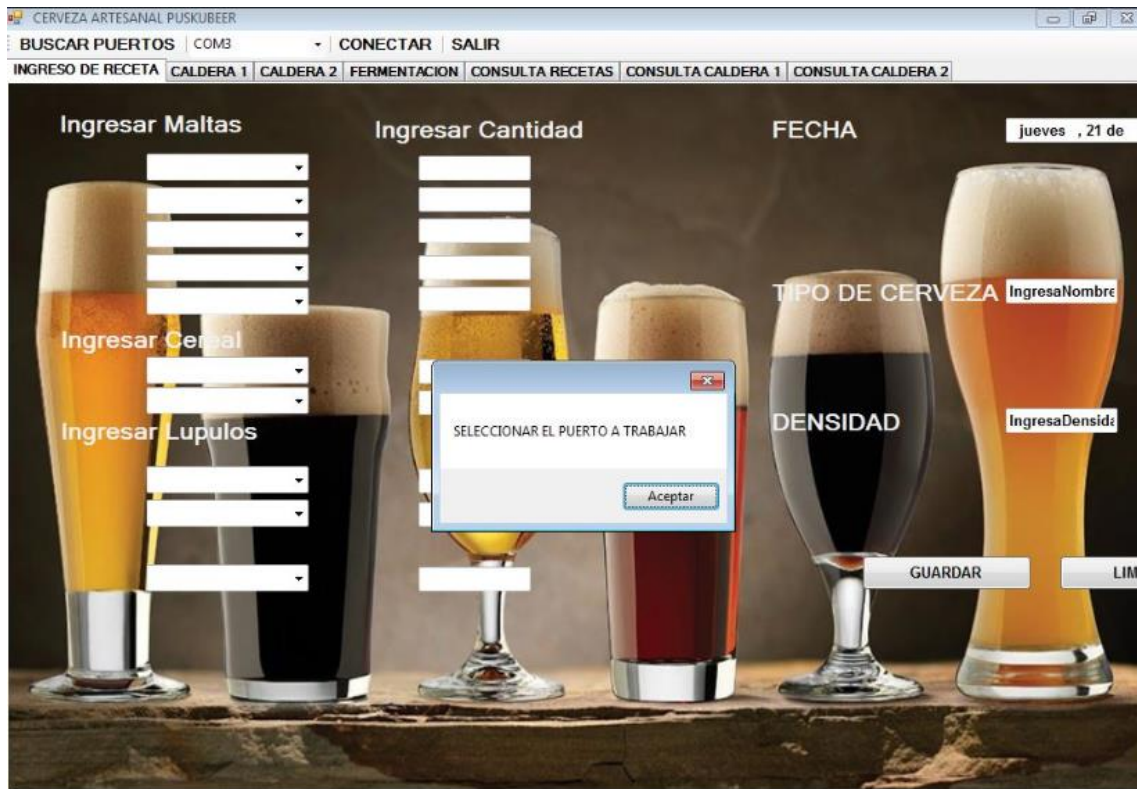 CERVEZA ARTESANAL PUSKUBEER
BUSCAR PUERTOS COM3 CONECTAR SALIR
INGRESO DE RECETA CALDERA 1 CALDERA 2 FERMENTACION CONSULTA RECETAS CONSULTA CALDERA 1 CONSULTA CALDERA 2
Ingresar Maltas Ingresar Cantidad FECHA jueves , 21 de
TIPO DE CERVEZA IngresaNombre
Ingresar Cereal
SELECCIONAR EL PUERTO A TRABAJAR
Ingresar Lupulos DENSIDAD IngresaDensida
Aceptar
GUARDAR LIM